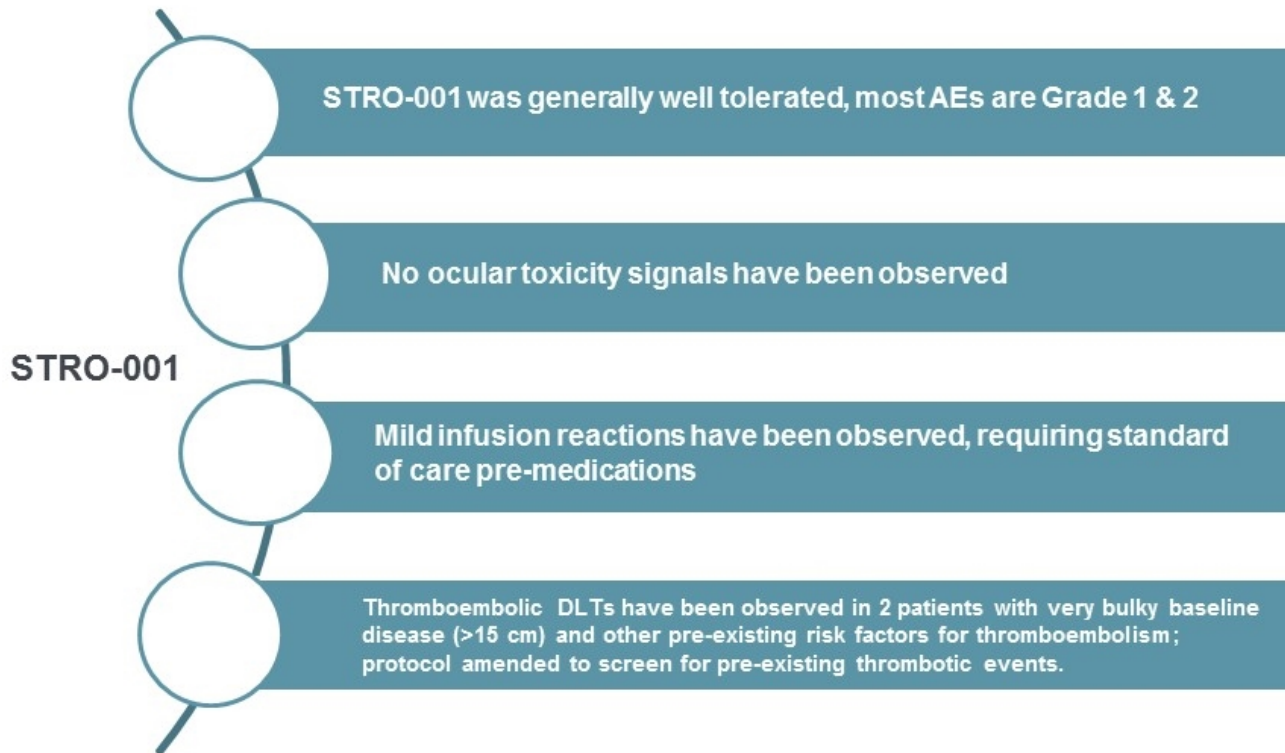 STRO-001 was generally well tolerated, most AEs are Grade 1 & 2
No ocular toxicity signals have been observed
STRO-001
Mild infusion reactions have been observed, requiring standard
of care pre-medications
Thromboembolic DLTs have been observed in 2 patients with very bulky baseline
disease (>15 cm) and other pre-existing risk factors for thromboembolism;
protocol amended to screen for pre-existing thrombotic events.